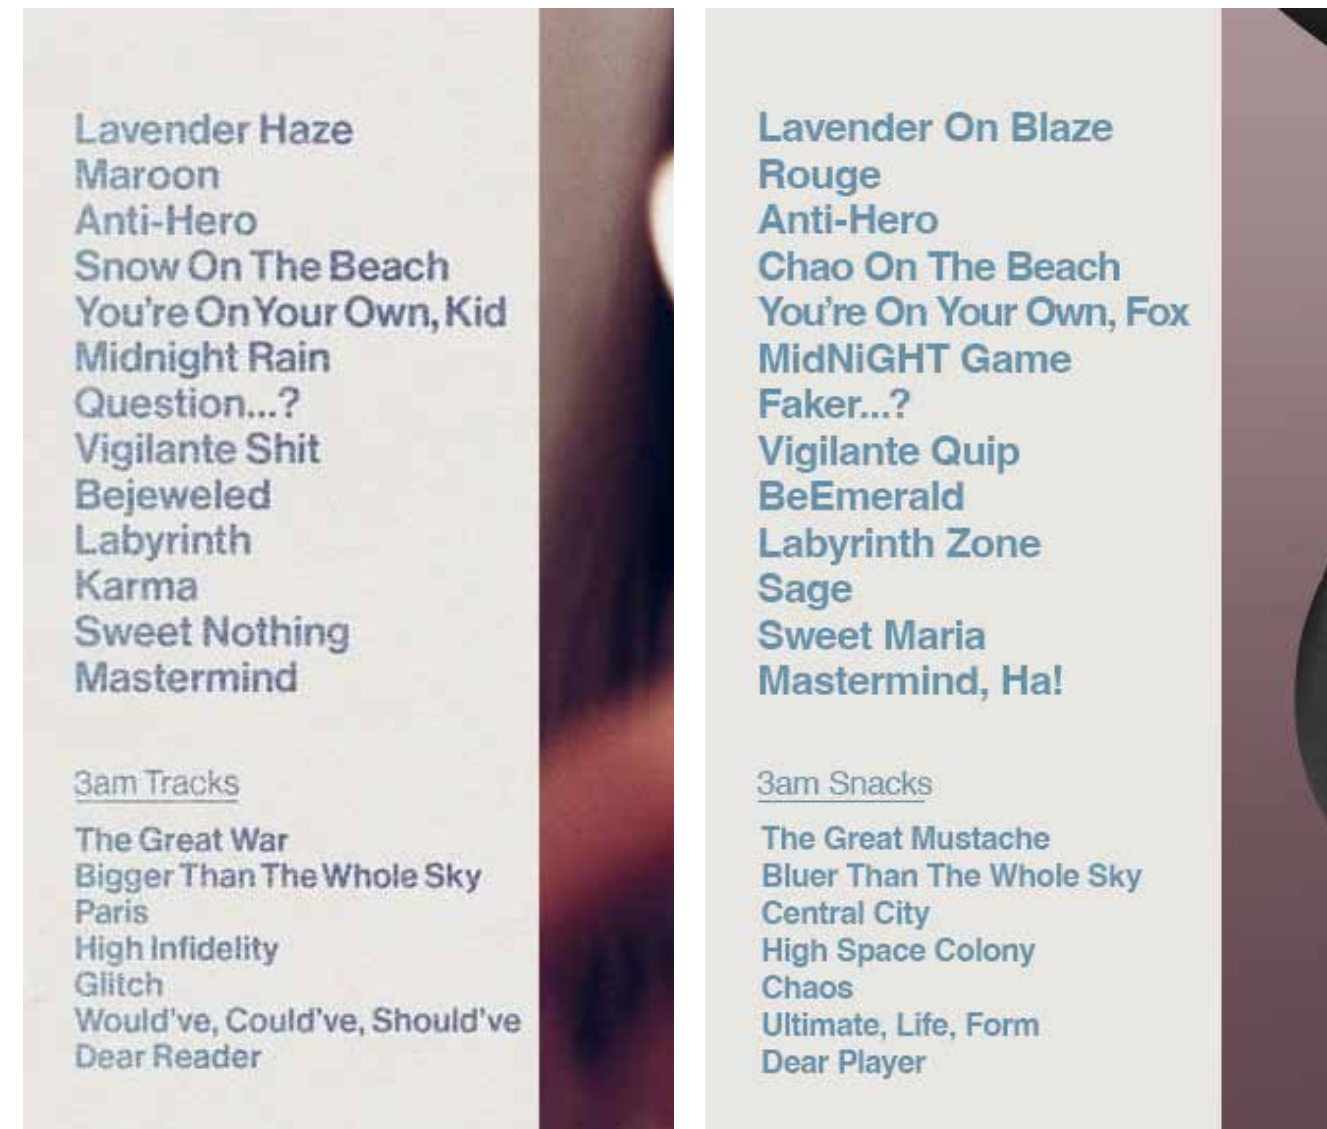 Lavender Haze
Maroon
Anti-Hero
Snow On The Beach
You're On Your Own, Kid
Midnight Rain
Question...?
Vigilante Shit
Bejeweled
Labyrinth
Karma
Sweet Nothing
Mastermind
3am Tracks
The Great War
Bigger Than The Whole Sky
Paris
High Infidelity
Glitch
Would've, Could've, Should've
Dear Reader
Lavender On Blaze
Rouge
Anti-Hero
Chao On The Beach
You're On Your Own, Fox
MidNiGHT Game
Faker...?
Vigilante Quip
BeEmerald
Labyrinth Zone
Sage
Sweet Maria
Mastermind, Ha!
3am Snacks
The Great Mustache
Bluer Than The Whole Sky
Central City
High Space Colony
Chaos
Ultimate, Life, Form
Dear Player